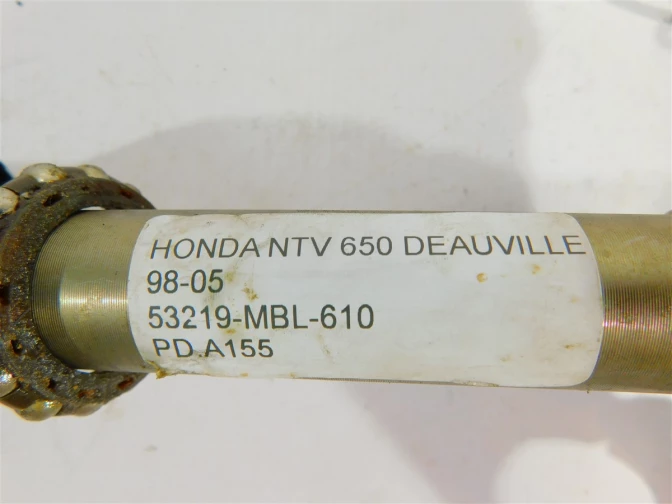 HONDA NTV 650 DEAUVILLE
98-05
53219-MBL-610
PD.A155